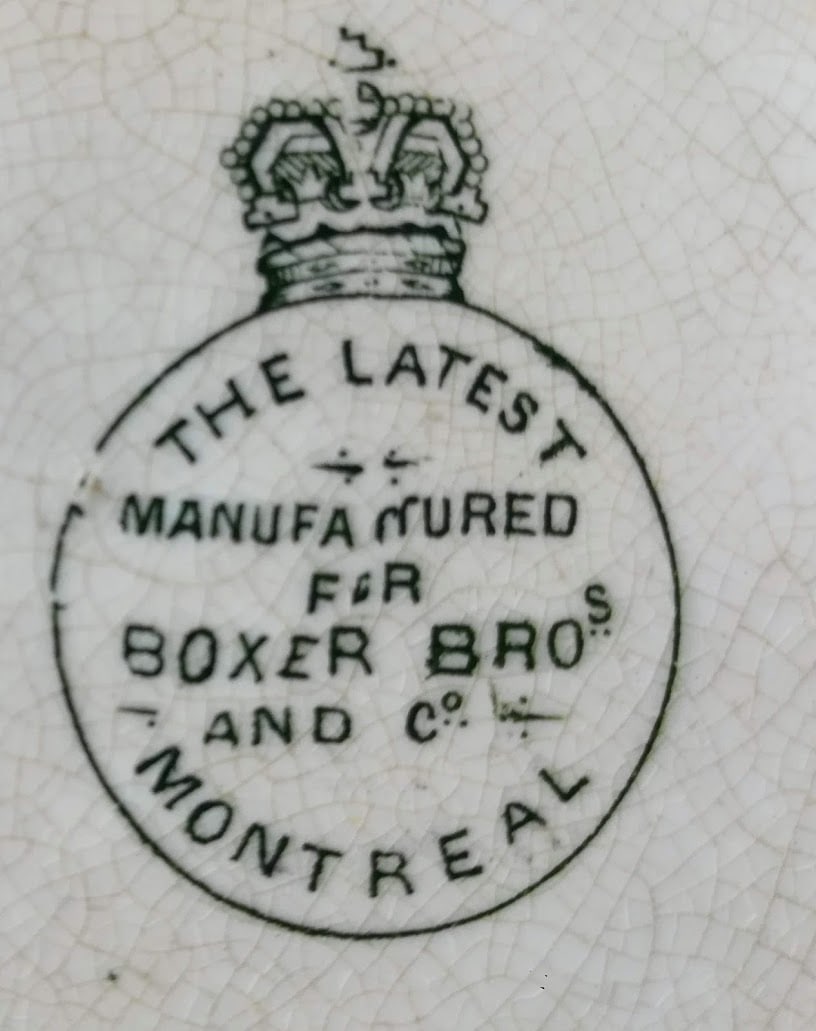 THE LATEST
MANUFACTURED
FOR
BOXER BROS
AND Co.
MONTREAL